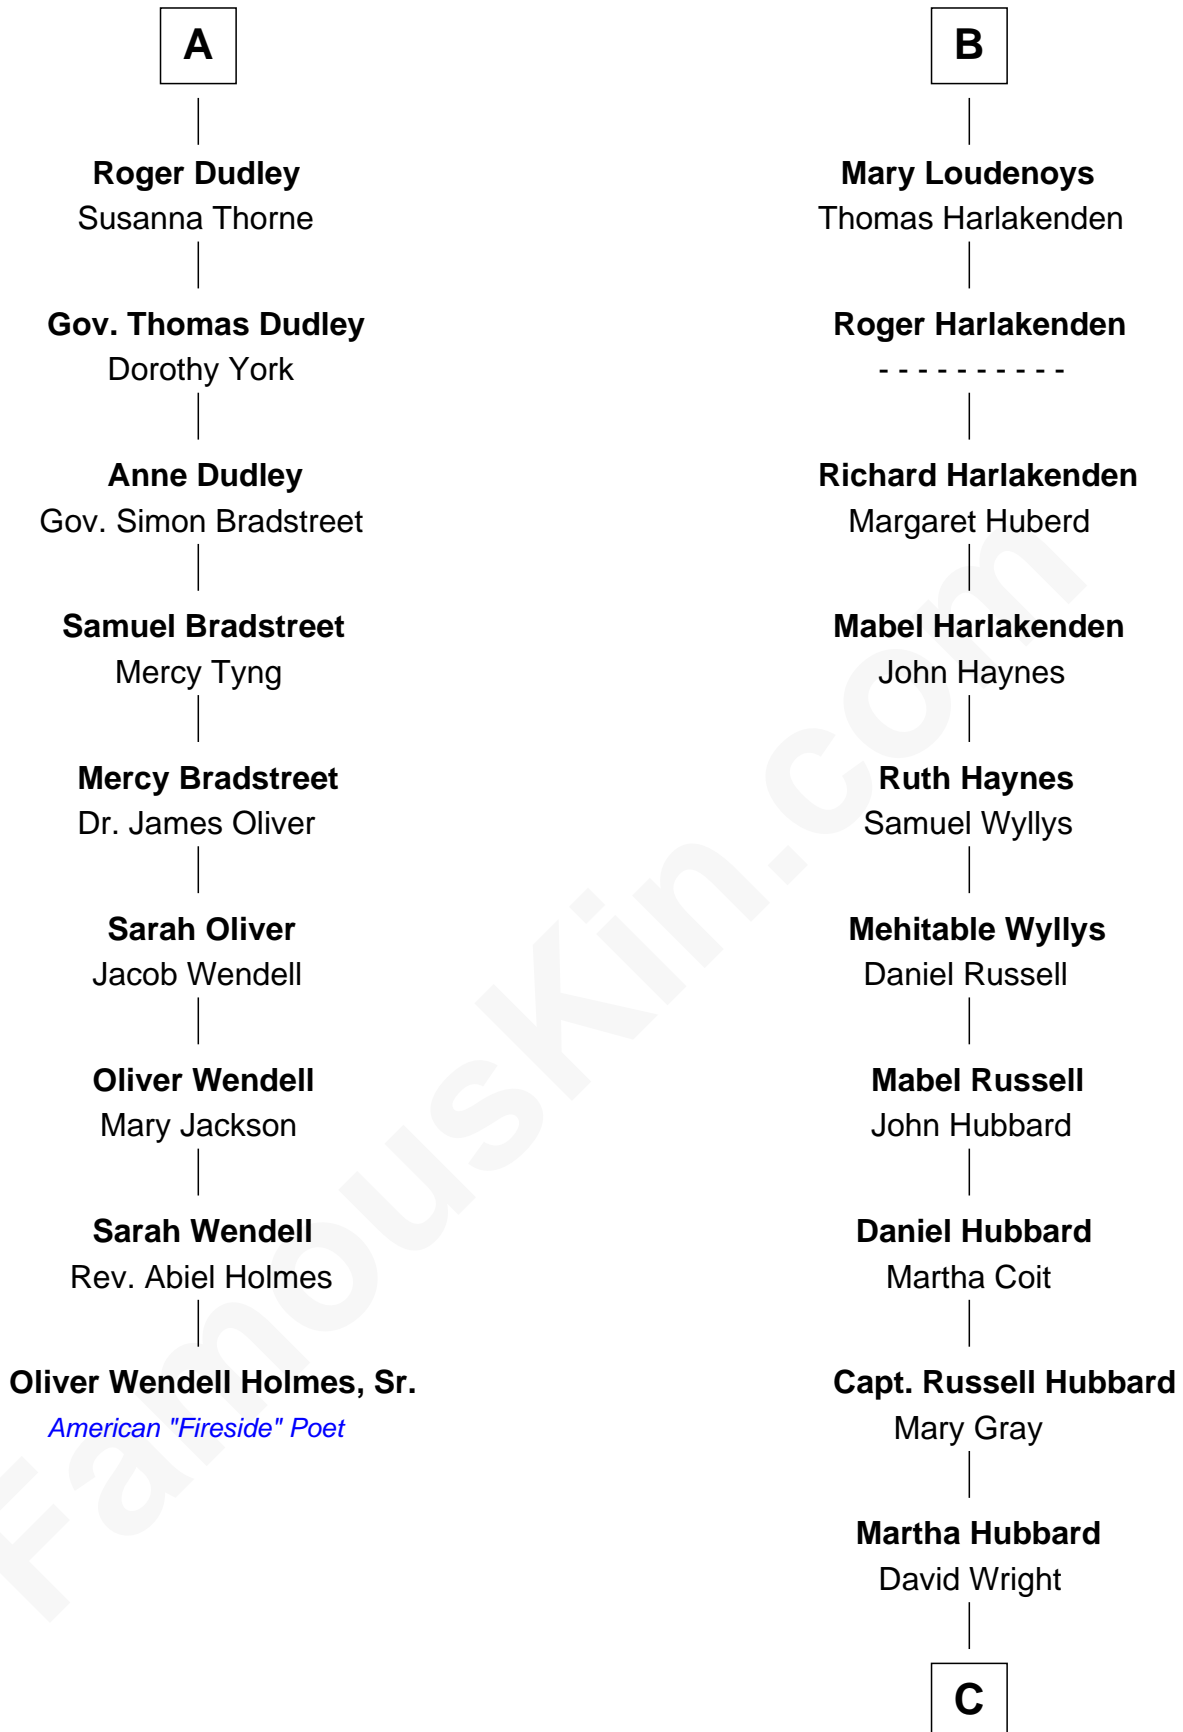 A
Roger Dudley
Susanna Thorne
Gov. Thomas Dudley
Dorothy York
Anne Dudley
Gov. Simon Bradstreet
Samuel Bradstreet
Mercy Tyng
Mercy Bradstreet
Dr. James Oliver
Sarah Oliver
Jacob Wendell
Oliver Wendell
Mary Jackson
Sarah Wendell
Rev. Abiel Holmes
Oliver Wendell Holmes, Sr.
American "Fireside" Poet
B
Mary Loudenoys
Thomas Harlakenden
Roger Harlakenden
- - - - - - - - - -
Richard Harlakenden
Margaret Huberd
Mabel Harlakenden
John Haynes
Ruth Haynes
Samuel Wyllys
Mehitable Wyllys
Daniel Russell
Mabel Russell
John Hubbard
Daniel Hubbard
Martha Coit
Capt. Russell Hubbard
Mary Gray
Martha Hubbard
David Wright
C
FamousKin.com